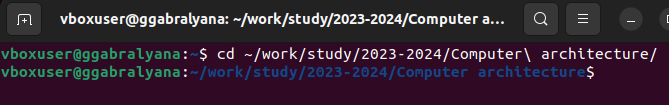 vboxuser@ggabralyana: ~/work/study/2023-2024/Computer a...
vboxuser@ggabralyana:~$ cd ~/work/study/2023-2024/Computer\ architecture/
vboxuser@ggabralyana:~/work/study/2023-2024/Computer architecture$